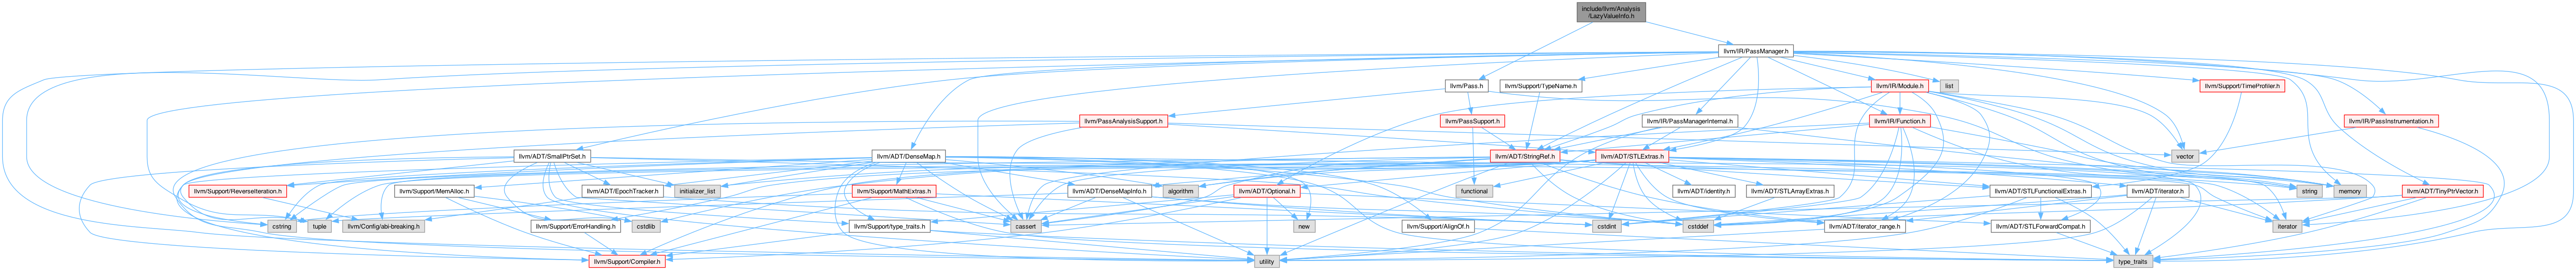 include/llvm/Analysis
/LazyValueInfo.h
llvm/IR/PassManager.h
llvm/Pass.h
llvm/Support/TypeName.h
llvm/IR/Module.h
list
llvm/Support/TimeProfiler.h
llvm/PassAnalysisSupport.h
llvm/PassSupport.h
llvm/IR/PassManagerInternal.h
llvm/IR/Function.h
llvm/IR/PassInstrumentation.h
llvm/ADT/SmallPtrSet.h
llvm/ADT/DenseMap.h
llvm/ADT/StringRef.h
llvm/ADT/STLExtras.h
vector
llvm/Support/ReverseIteration.h
llvm/Support/MemAlloc.h
llvm/ADT/EpochTracker.h
initializer_list
llvm/Support/MathExtras.h
llvm/ADT/DenseMapInfo.h
algorithm
llvm/ADT/Optional.h
functional
llvm/ADT/identity.h
llvm/ADT/STLArrayExtras.h
llvm/ADT/STLFunctionalExtras.h
llvm/ADT/iterator.h
string
memory
llvm/ADT/TinyPtrVector.h
cstring
tuple
llvm/Config/abi-breaking.h
llvm/Support/ErrorHandling.h
cstdlib
llvm/Support/type_traits.h
cassert
llvm/Support/AlignOf.h
new
cstdint
cstddef
llvm/ADT/iterator_range.h
llvm/ADT/STLForwardCompat.h
iterator
llvm/Support/Compiler.h
utility
type_traits